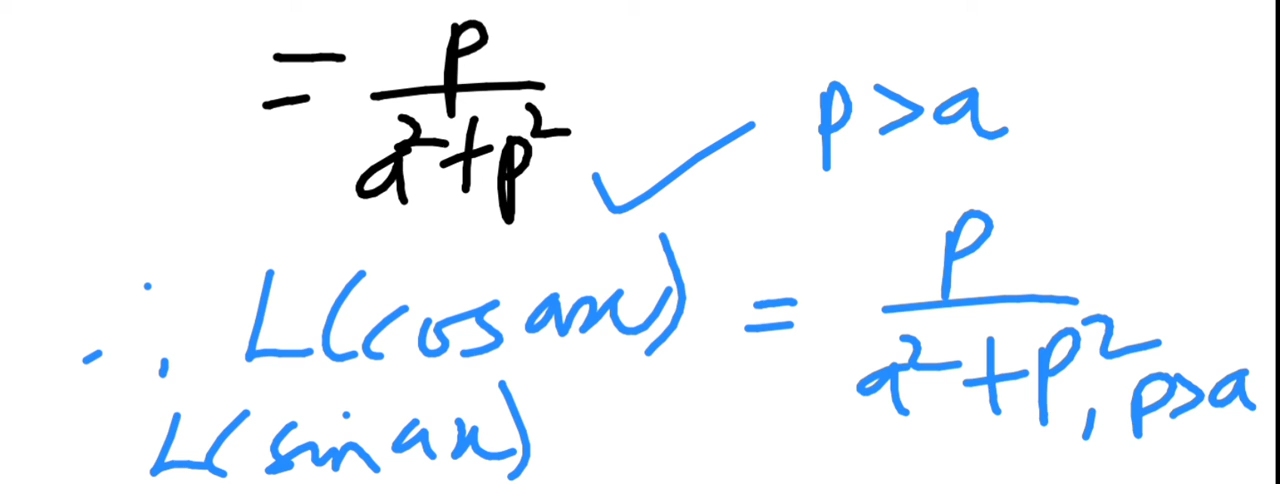 = p / (a² + p²) p > a
∴ L(cos ax) = p / (a² + p²), p > a
L(sin ax)